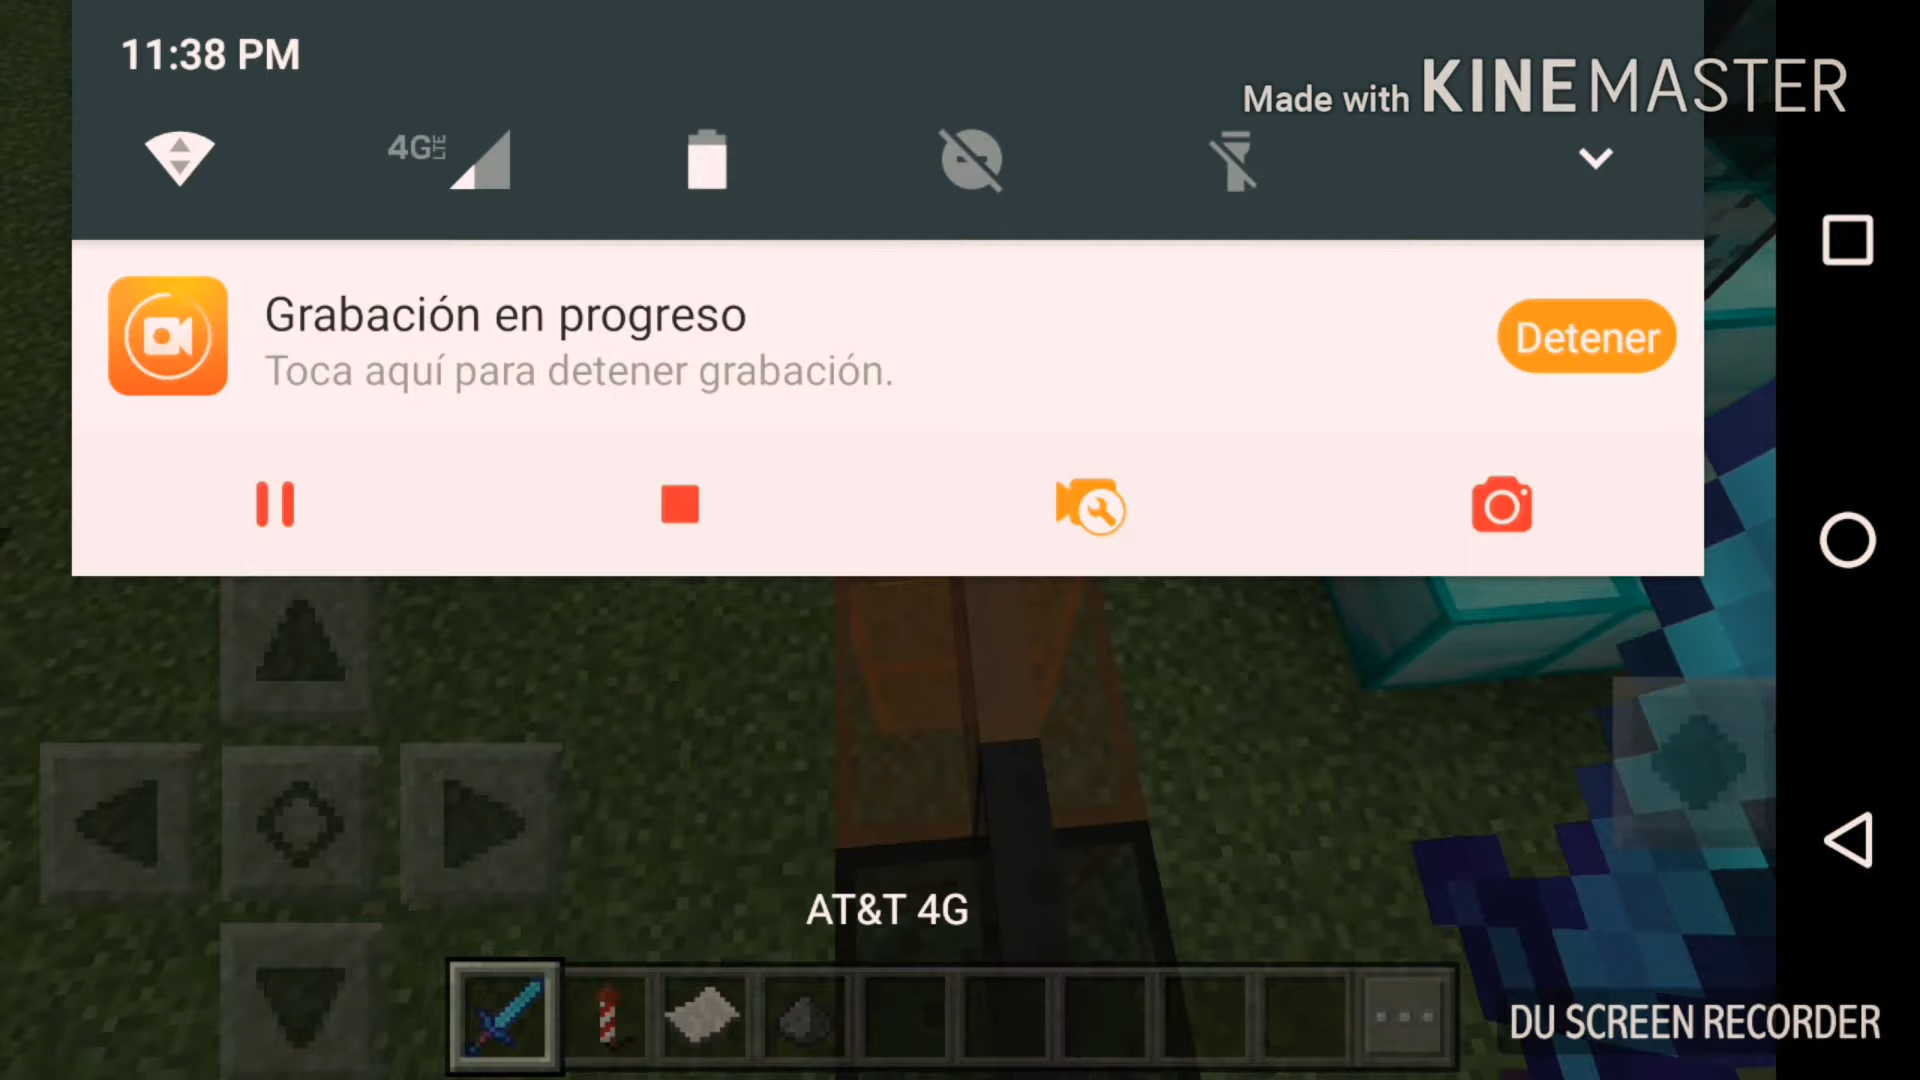 11:38 PM
Made with KINEMASTER
4G LTE
Grabación en progreso
Toca aquí para detener grabación.
Detener
AT&T 4G
DU SCREEN RECORDER